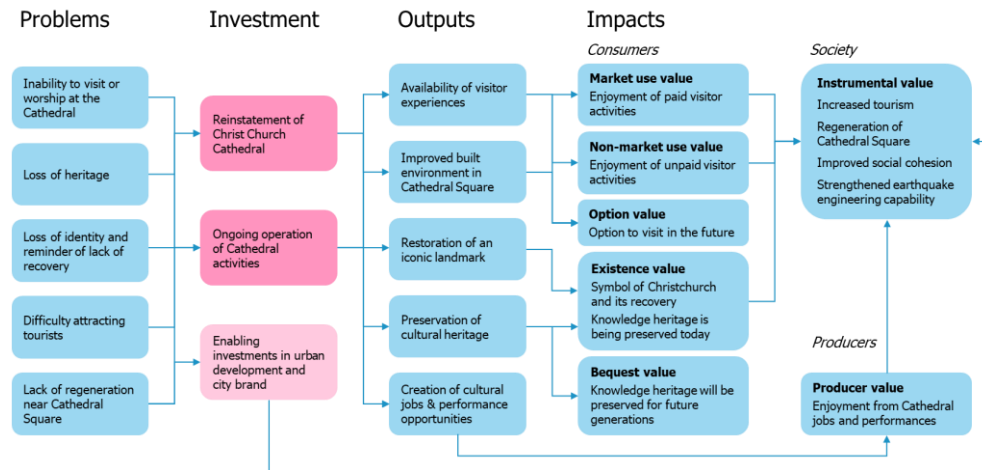 Problems
Investment
Outputs
Impacts
Consumers
Society
Inability to visit or
worship at the
Cathedral
Loss of heritage
Loss of identity and
reminder of lack of
recovery
Difficulty attracting
tourists
Lack of regeneration
near Cathedral
Square
Reinstatement of
Christ Church
Cathedral
Ongoing operation
of Cathedral
activities
Enabling
investments in urban
development and
city brand
Availability of visitor
experiences
Improved built
environment in
Cathedral Square
Restoration of an
iconic landmark
Preservation of
cultural heritage
Creation of cultural
jobs & performance
opportunities
Market use value
Enjoyment of paid visitor
activities
Non-market use value
Enjoyment of unpaid visitor
activities
Option value
Option to visit in the future
Existence value
Symbol of Christchurch
and its recovery
Knowledge heritage is
being preserved today
Bequest value
Knowledge heritage will be
preserved for future
generations
Instrumental value
Increased tourism
Regeneration of
Cathedral Square
Improved social cohesion
Strengthened earthquake
engineering capability
Producers
Producer value
Enjoyment from Cathedral
jobs and performances